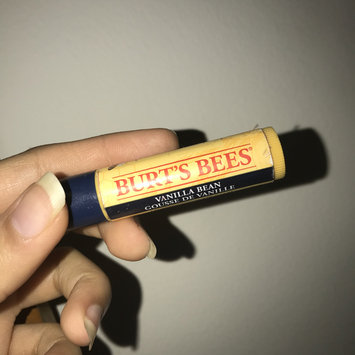 BURT'S BEES®
VANILLA BEAN
GOUSSE DE VANILLE